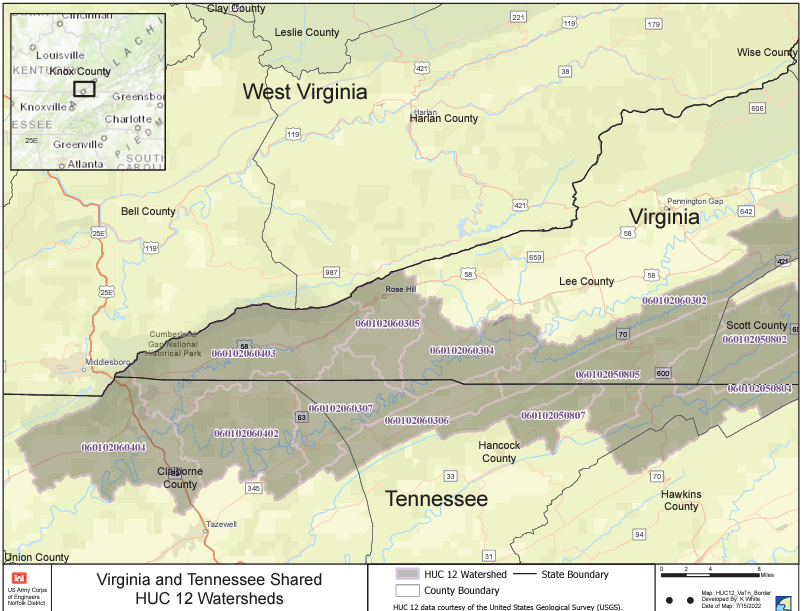 Clay County
Leslie County
221
119
179
Wise County
Cincinnati
Louisville
KENTUCKY
Knox County
Knoxville
Greensbor
ESSEE
Charlotte
25E
Greenville
SOUTH
CAROL
Atlanta
APPALACHI
PIEDM
West Virginia
421
38
Harlan
Harlan County
119
606
Bell County
421
Pennington Gap
642
Virginia
25E
119
58
659
421
987
58
58
Lee County
25E
Rose Hill
060102060302
060102060305
Scott County
Cumberland
Gap National
Historical Park
58
060102060403
060102060304
70
060102050802
Middlesboro
060102050805
600
060102050804
060102060307
63
060102060306
060102050807
060102060402
060102060404
Hancock
County
Claiborne
County
345
33
70
Tennessee
Hawkins
County
Tazewell
94
Union County
31
US Army Corps
of Engineers
Norfolk District
Virginia and Tennessee Shared
HUC 12 Watersheds
HUC 12 Watershed
State Boundary
County Boundary
HUC 12 data courtesy of the United States Geological Survey (USGS).
0 2 4 8
Miles
Map: HUC12_VaTn_Border
Developed By: K White
Date of Map: 7/15/2022